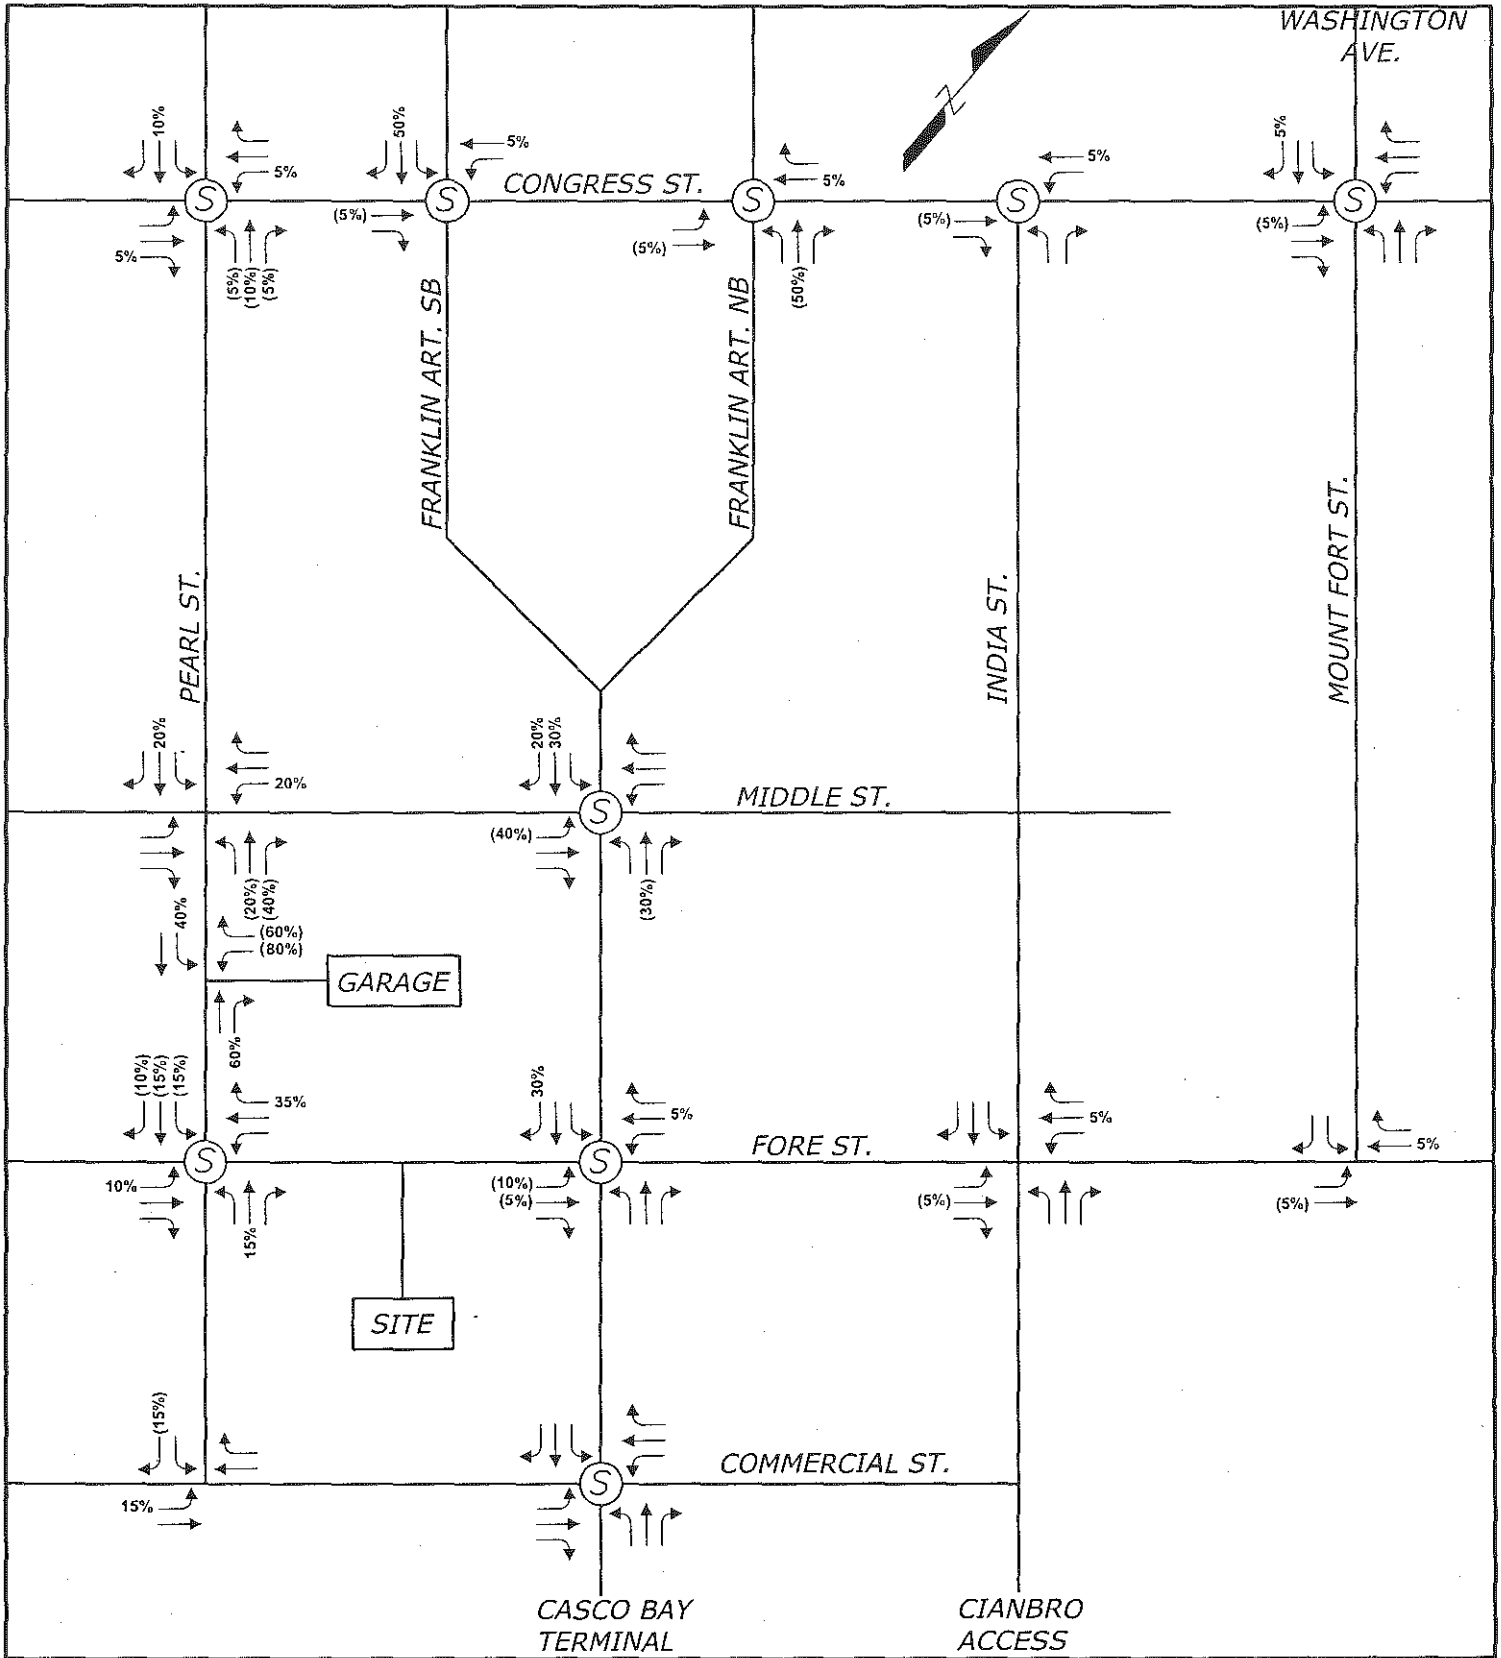 WASHINGTON
AVE.
N
10%
5%
50%
5%
5%
5%
5%
S
S
CONGRESS ST.
S
S
S
5%
(5%)
(10%)
(5%)
(5%)
(5%)
(50%)
(5%)
(5%)
FRANKLIN ART. SB
FRANKLIN ART. NB
PEARL ST.
INDIA ST.
MOUNT FORT ST.
20%
20%
20%
30%
MIDDLE ST.
S
(20%)
(40%)
(40%)
(30%)
40%
(60%)
(80%)
GARAGE
60%
(10%)
(15%)
(15%)
35%
30%
5%
5%
5%
S
S
FORE ST.
10%
15%
(10%)
(5%)
(5%)
(5%)
SITE
(15%)
15%
S
COMMERCIAL ST.
CASCO BAY
TERMINAL
CIANBRO
ACCESS